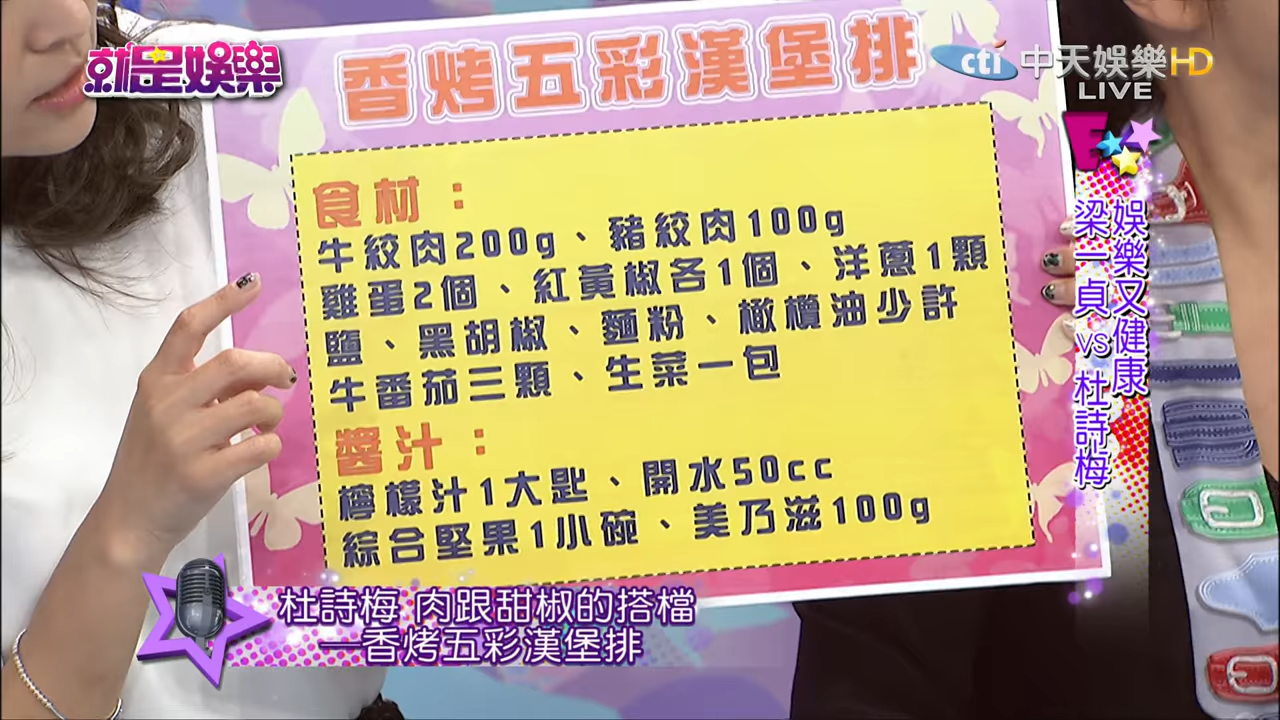 就是娛樂
cti 中天娛樂HD
LIVE
香烤五彩漢堡排
食材：
牛絞肉200g、豬絞肉100g
雞蛋2個、紅黃椒各1個、洋蔥1顆
鹽、黑胡椒、麵粉、橄欖油少許
牛番茄三顆、生菜一包
醬汁：
檸檬汁1大匙、開水50cc
綜合堅果1小碗、美乃滋100g
E
娛樂又健康
梁一貞 VS 杜詩梅
杜詩梅 肉跟甜椒的搭檔
—香烤五彩漢堡排